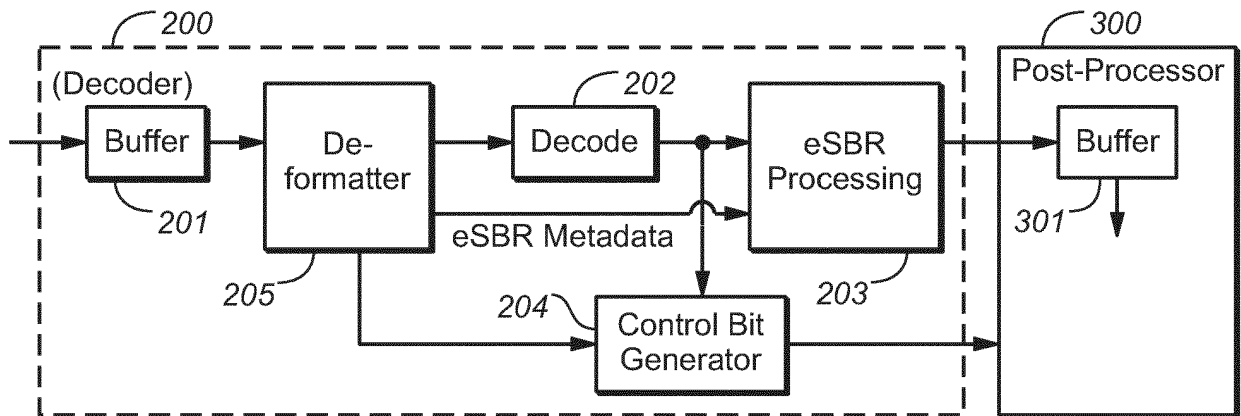 200
300
(Decoder)
202
Post-Processor
Buffer
De-
formatter
Decode
eSBR
Processing
Buffer
201
301
eSBR Metadata
205
204
203
Control Bit
Generator